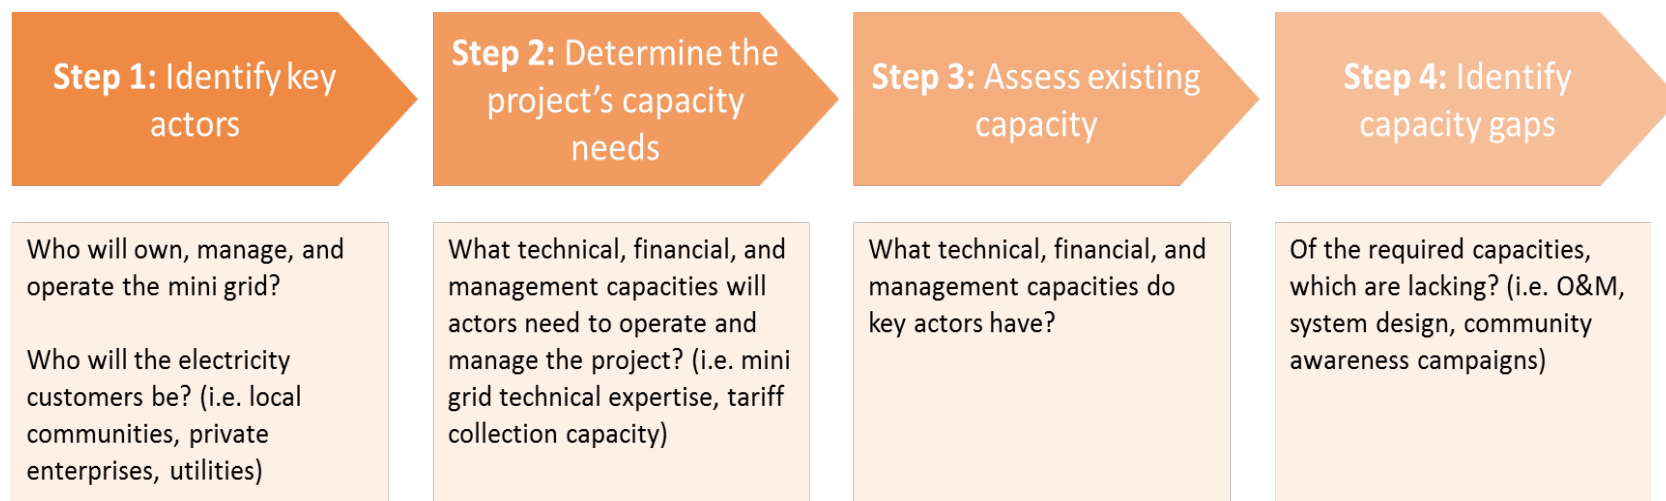 Step 1: Identify key
actors
Step 2: Determine the
project's capacity
needs
Step 3: Assess existing
capacity
Step 4: Identify
capacity gaps
Who will own, manage, and
operate the mini grid?
Who will the electricity
customers be? (i.e. local
communities, private
enterprises, utilities)
What technical, financial, and
management capacities will
actors need to operate and
manage the project? (i.e. mini
grid technical expertise, tariff
collection capacity)
What technical, financial, and
management capacities do
key actors have?
Of the required capacities,
which are lacking? (i.e. O&M,
system design, community
awareness campaigns)